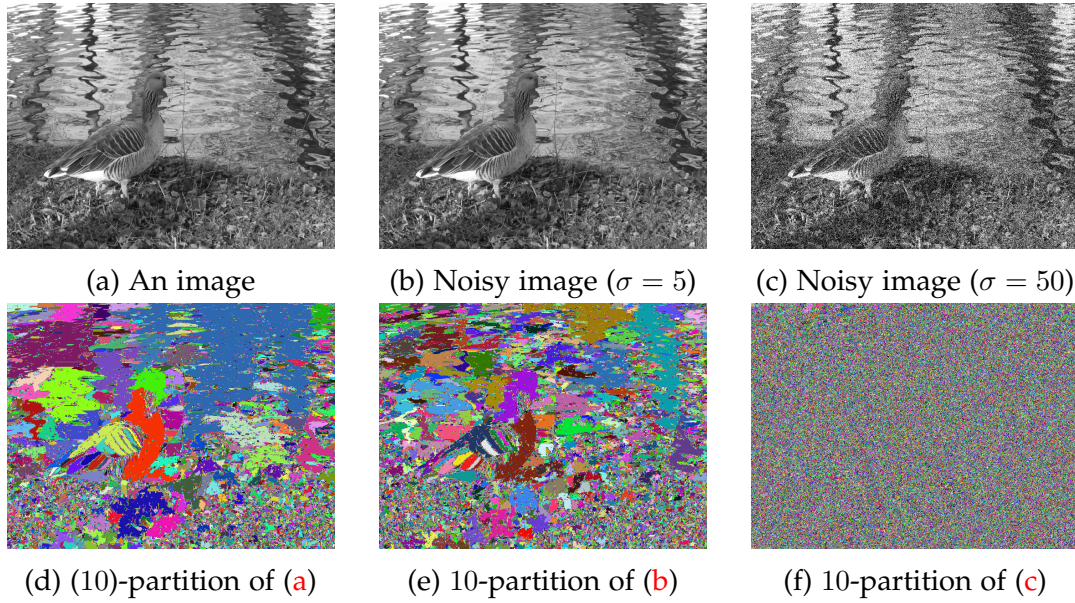 (a) An image
(b) Noisy image (σ = 5)
(c) Noisy image (σ = 50)
(d) (10)-partition of (a)
(e) 10-partition of (b)
(f) 10-partition of (c)